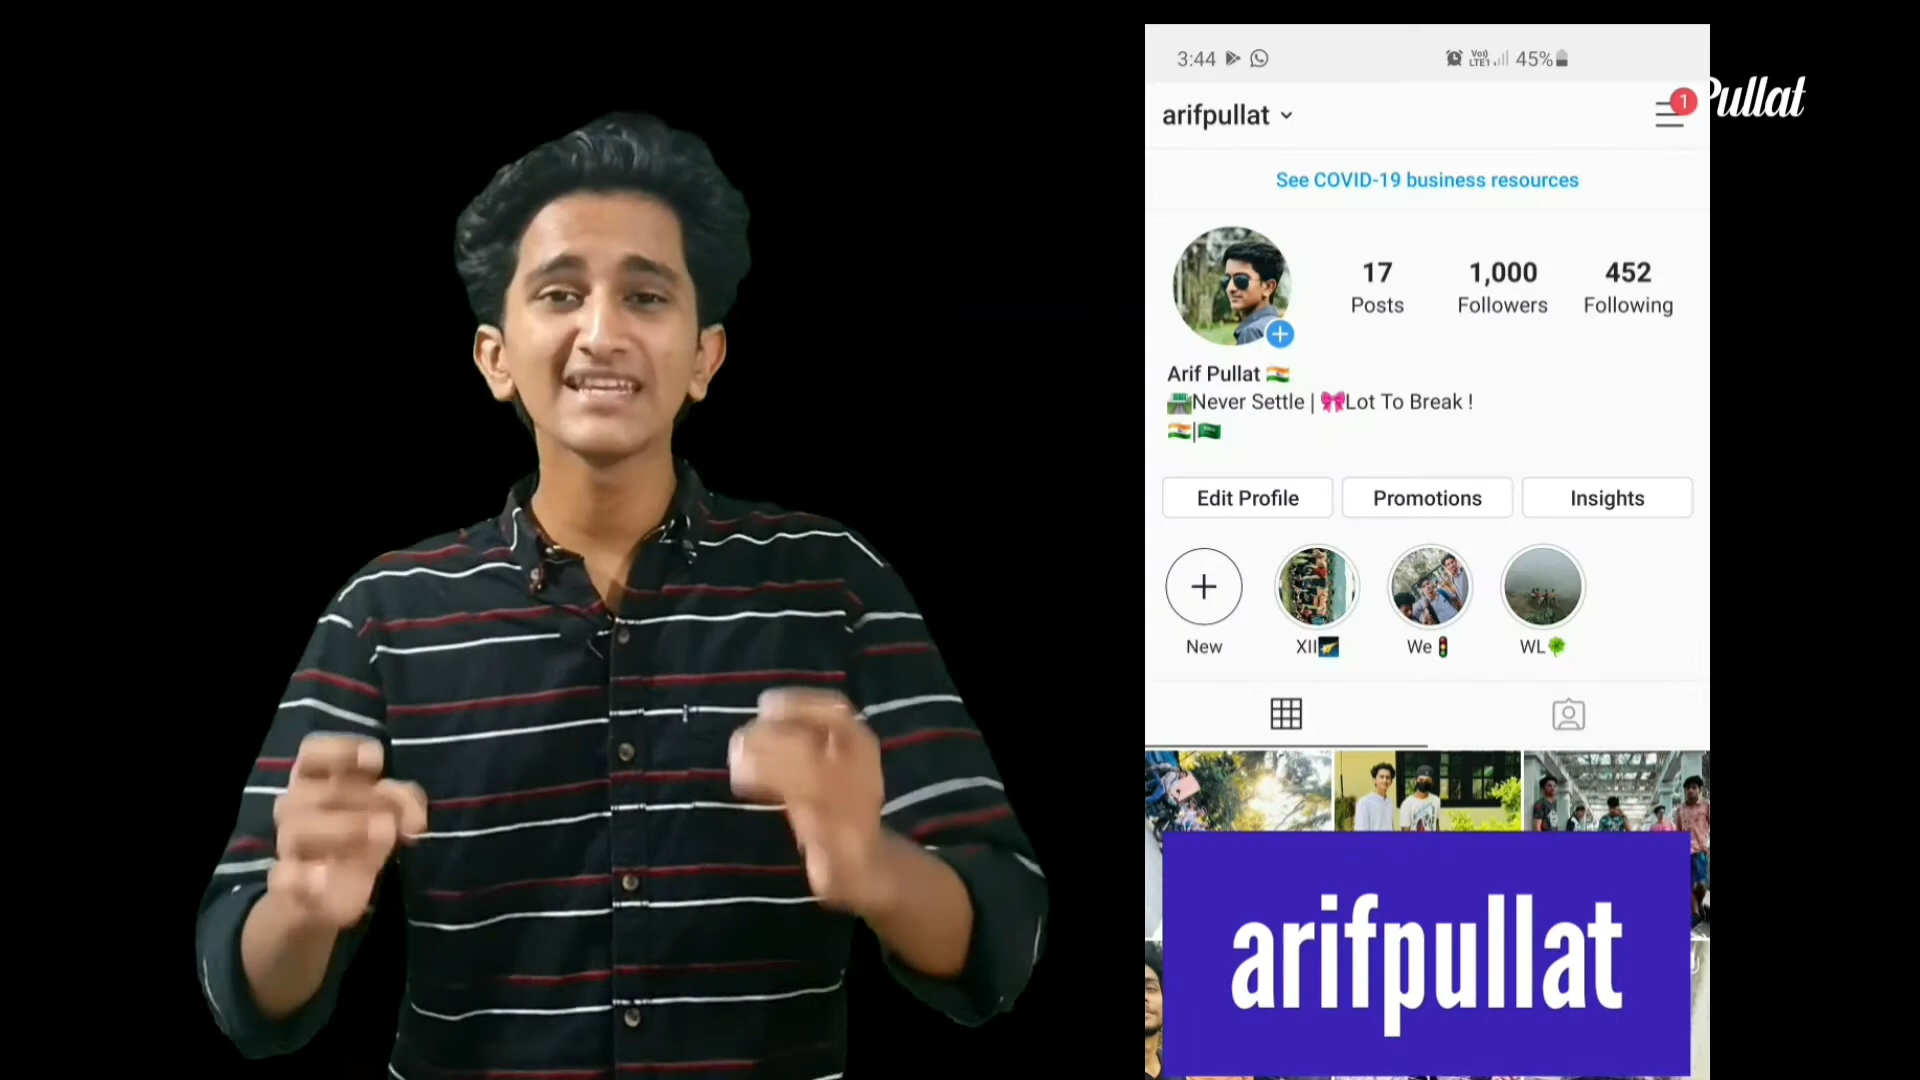 3:44
45%
Pullat
arifpullat
1
See COVID-19 business resources
17
1,000
452
Posts
Followers
Following
Arif Pullat 🇮🇳
Never Settle | 🎀Lot To Break !
🇮🇳|🇸🇦
Edit Profile
Promotions
Insights
New
XII
We🚦
WL🍀
arifpullat